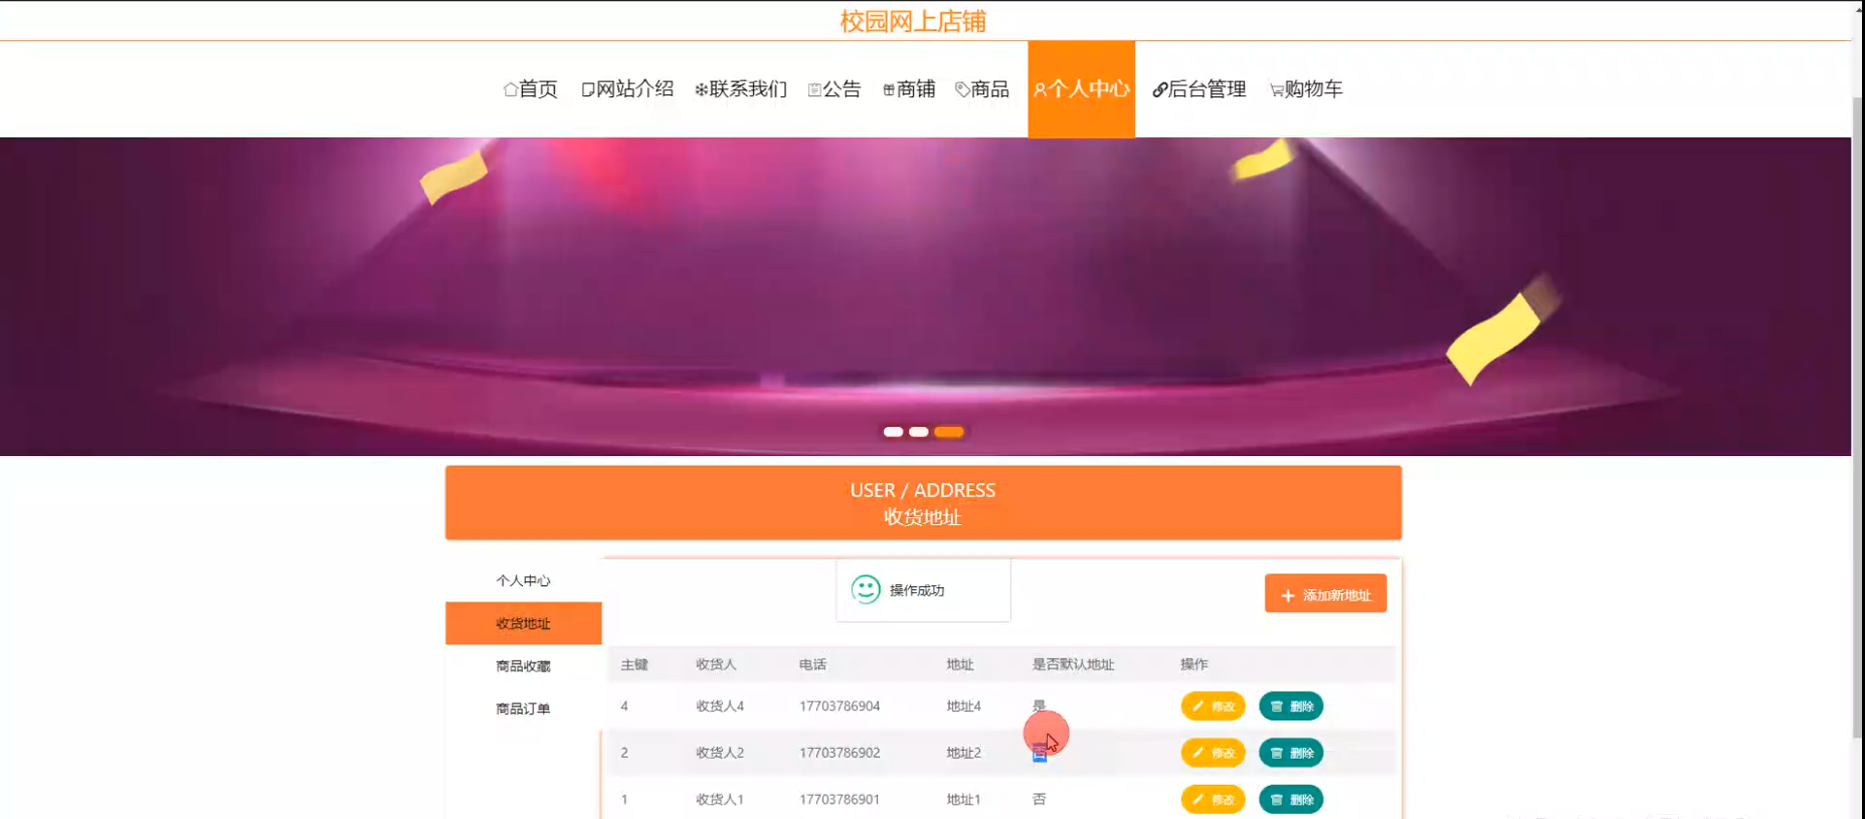 校园网上店铺
首页 网站介绍 联系我们 公告 商铺 商品 个人中心 后台管理 购物车
USER / ADDRESS
收货地址
个人中心
收货地址
商品收藏
商品订单
操作成功
添加新地址
主键 收货人 电话 地址 是否默认地址 操作
4 收货人4 17703786904 地址4 是 修改 删除
2 收货人2 17703786902 地址2 否 修改 删除
1 收货人1 17703786901 地址1 否 修改 删除